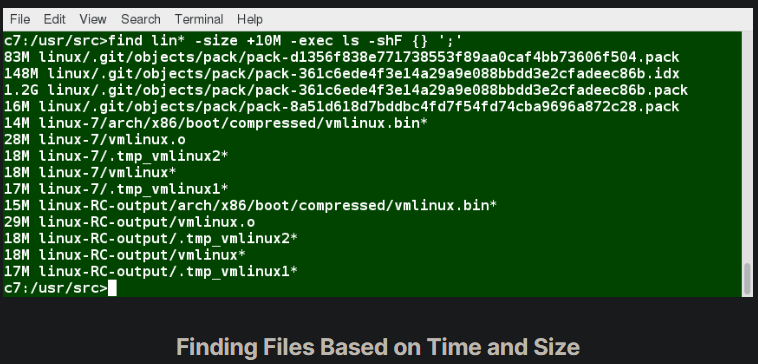 File Edit View Search Terminal Help
c7:/usr/src>find lin* -size +10M -exec ls -shF {} ';'
83M linux/.git/objects/pack/pack-d1356f838e771738553f89aa0caf4bb73606f504.pack
148M linux/.git/objects/pack/pack-361c6ede4f3e14a29a9e088bbdd3e2cfadeec86b.idx
1.2G linux/.git/objects/pack/pack-361c6ede4f3e14a29a9e088bbdd3e2cfadeec86b.pack
16M linux/.git/objects/pack/pack-8a51d618d7bddbc4fd7f54fd74cba9696a872c28.pack
14M linux-7/arch/x86/boot/compressed/vmlinux.bin*
28M linux-7/vmlinux.o
18M linux-7/.tmp_vmlinux2*
18M linux-7/vmlinux*
17M linux-7/.tmp_vmlinux1*
15M linux-RC-output/arch/x86/boot/compressed/vmlinux.bin*
29M linux-RC-output/vmlinux.o
18M linux-RC-output/.tmp_vmlinux2*
18M linux-RC-output/vmlinux*
17M linux-RC-output/.tmp_vmlinux1*
c7:/usr/src>
Finding Files Based on Time and Size